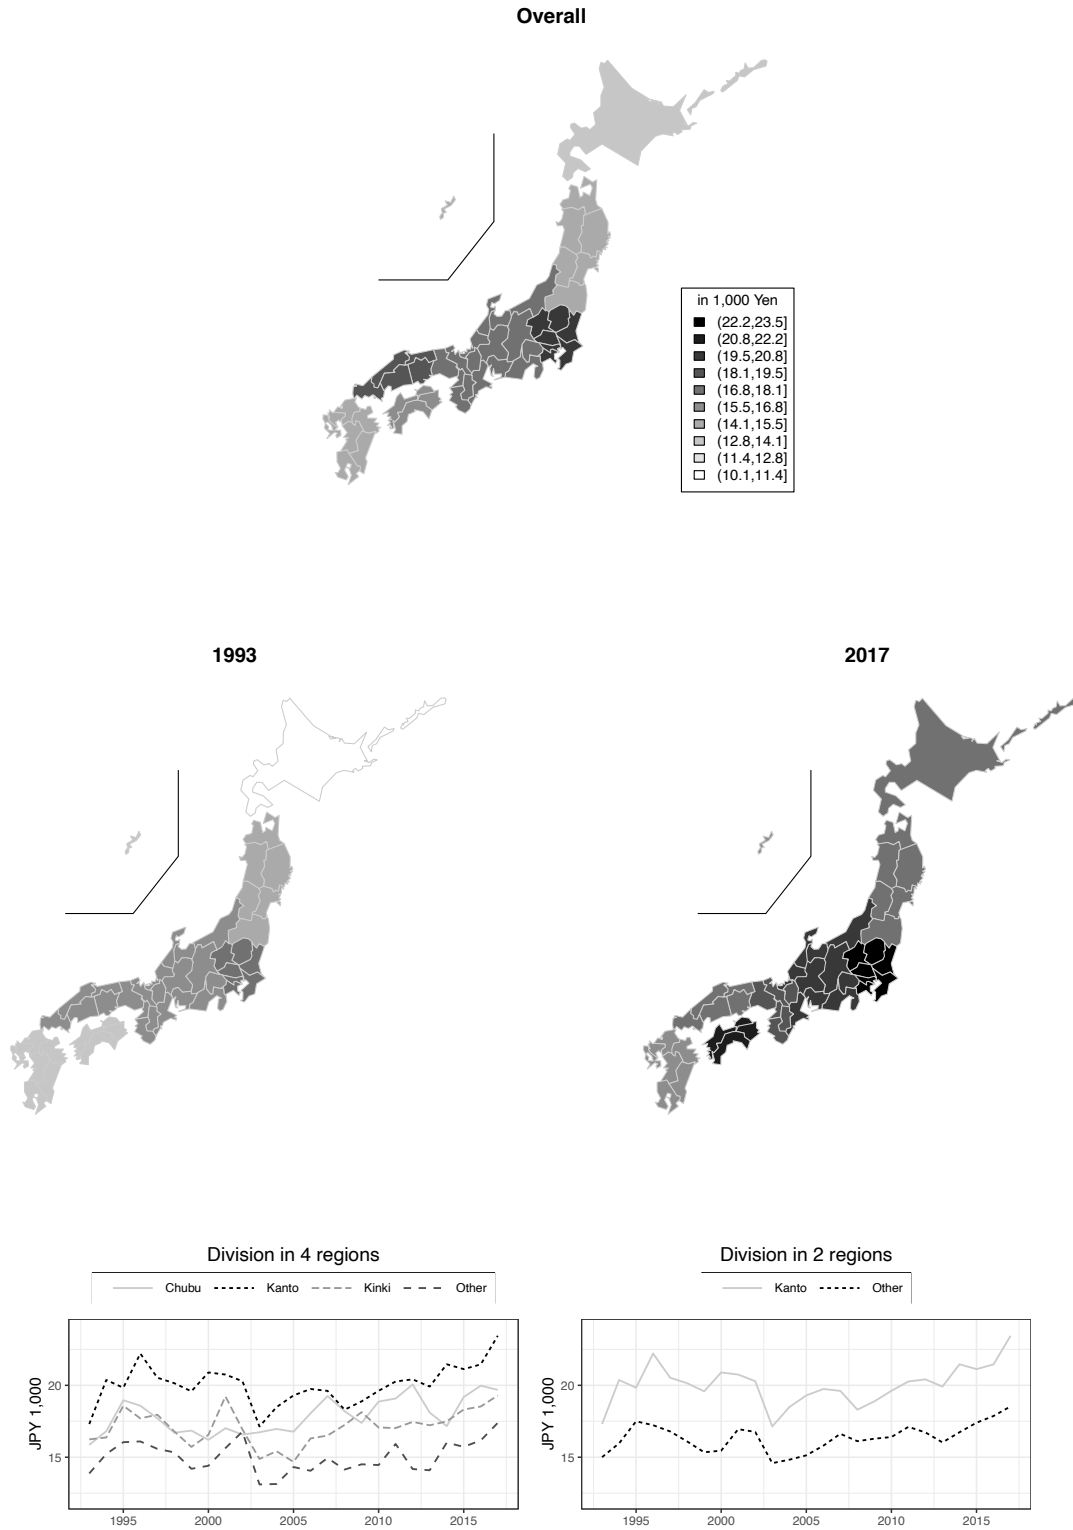 Overall
in 1,000 Yen
(22.2,23.5]
(20.8,22.2]
(19.5,20.8]
(18.1,19.5]
(16.8,18.1]
(15.5,16.8]
(14.1,15.5]
(12.8,14.1]
(11.4,12.8]
(10.1,11.4]
1993
2017
Division in 4 regions
Chubu Kanto Kinki Other
JPY 1,000
20
15
1995 2000 2005 2010 2015
Division in 2 regions
Kanto Other
JPY 1,000
20
15
1995 2000 2005 2010 2015